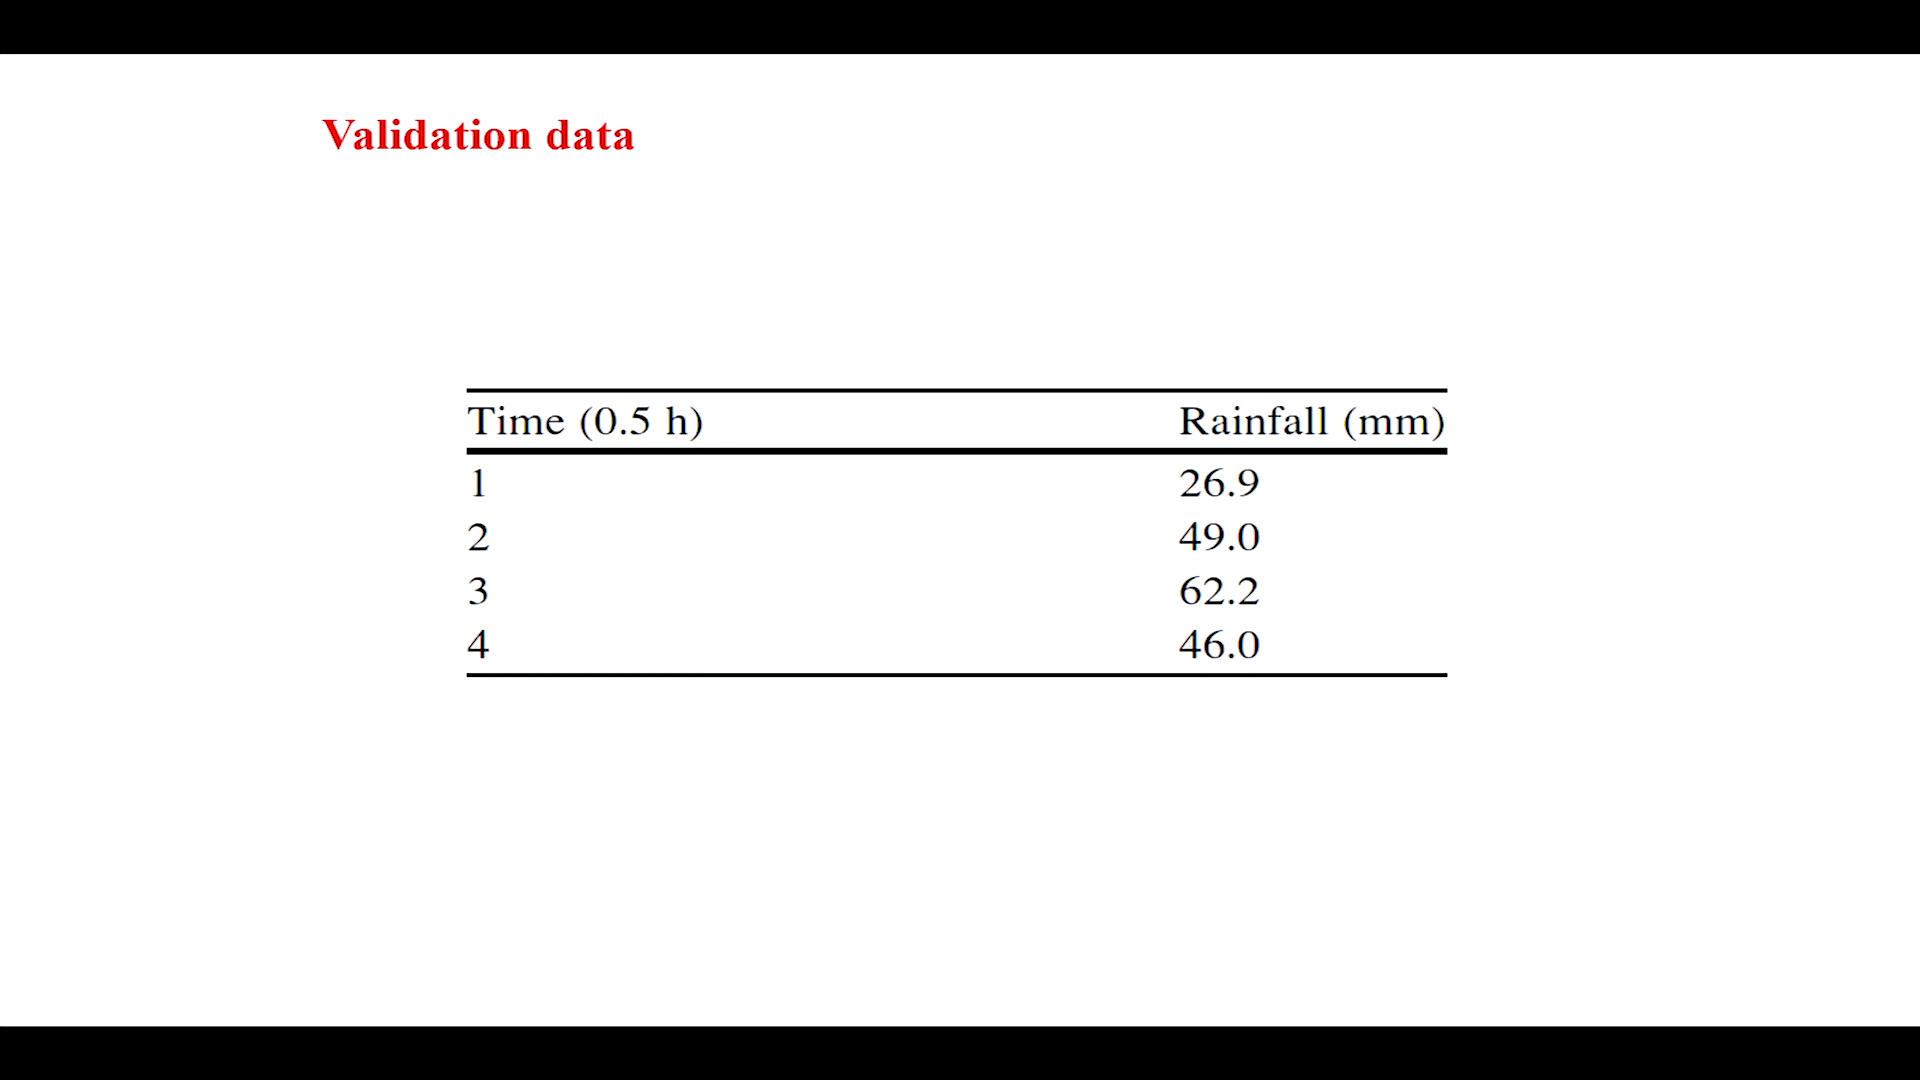 Validation data
Time (0.5 h) Rainfall (mm)
1 26.9
2 49.0
3 62.2
4 46.0